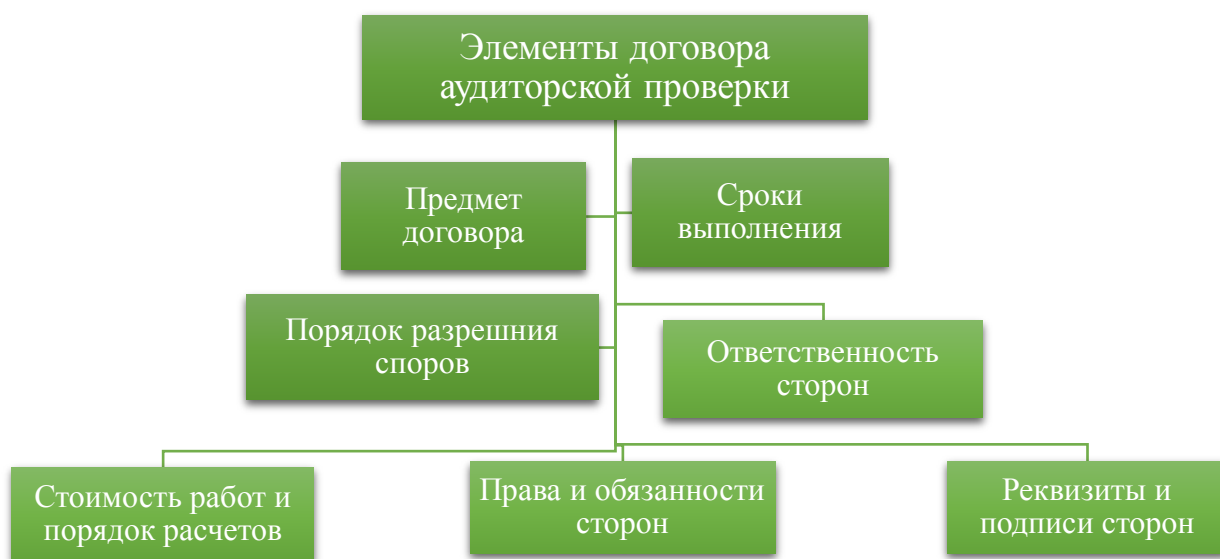 Элементы договора
аудиторской проверки
Предмет
договора
Сроки
выполнения
Порядок разрешния
споров
Ответственность
сторон
Стоимость работ и
порядок расчетов
Права и обязанности
сторон
Реквизиты и
подписи сторон